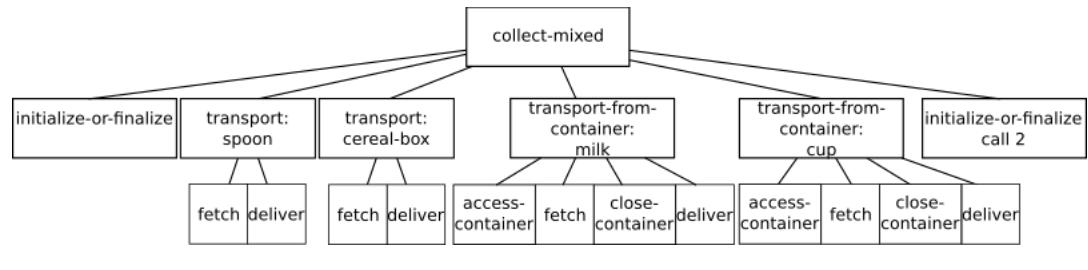 collect-mixed
initialize-or-finalize
transport:
spoon
transport:
cereal-box
transport-from-
container:
milk
transport-from-
container:
cup
initialize-or-finalize
call 2
fetch
deliver
fetch
deliver
access-
container
fetch
close-
container
deliver
access-
container
fetch
close-
container
deliver